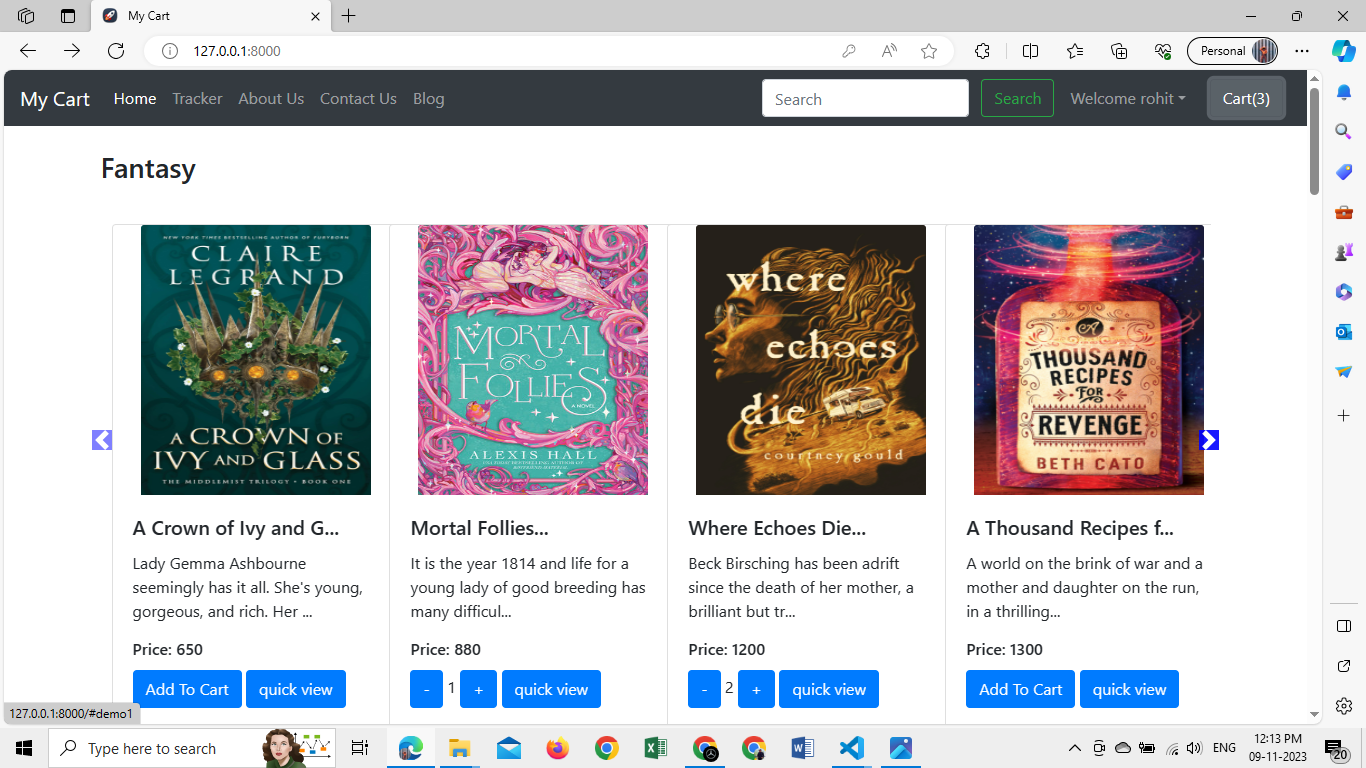 My Cart
127.0.0.1:8000
Personal
My Cart Home Tracker About Us Contact Us Blog Search Search Welcome rohit Cart(3)
Fantasy
NEW YORK TIMES BESTSELLING AUTHOR OF FURYBORN
CLAIRE
LEGRAND
A CROWN OF
IVY AND GLASS
THE MIDDLEMIST TRILOGY • BOOK ONE
MORTAL
FOLLIES
A NOVEL
ALEXIS HALL
where
echoes
die
courtney gould
A
THOUSAND
RECIPES
FOR
REVENGE
BETH CATO
A Crown of Ivy and G...
Lady Gemma Ashbourne
seemingly has it all. She's young,
gorgeous, and rich. Her ...
Price: 650
Add To Cart quick view
Mortal Follies...
It is the year 1814 and life for a
young lady of good breeding has
many difficul...
Price: 880
- 1 + quick view
Where Echoes Die...
Beck Birsching has been adrift
since the death of her mother, a
brilliant but tr...
Price: 1200
- 2 + quick view
A Thousand Recipes f...
A world on the brink of war and a
mother and daughter on the run,
in a thrilling...
Price: 1300
Add To Cart quick view
127.0.0.1:8000/#demo1
Type here to search
ENG
12:13 PM
09-11-2023
20